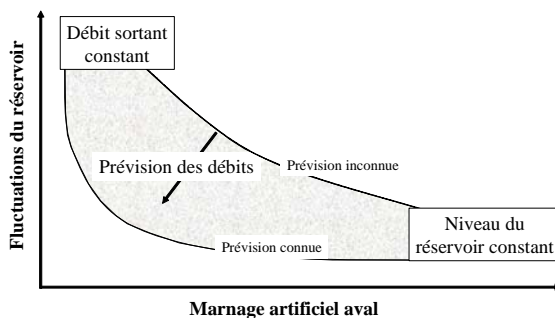 Débit sortant
constant
Fluctuations du réservoir
Prévision des débits
Prévision inconnue
Niveau du
réservoir constant
Prévision connue
Marnage artificiel aval